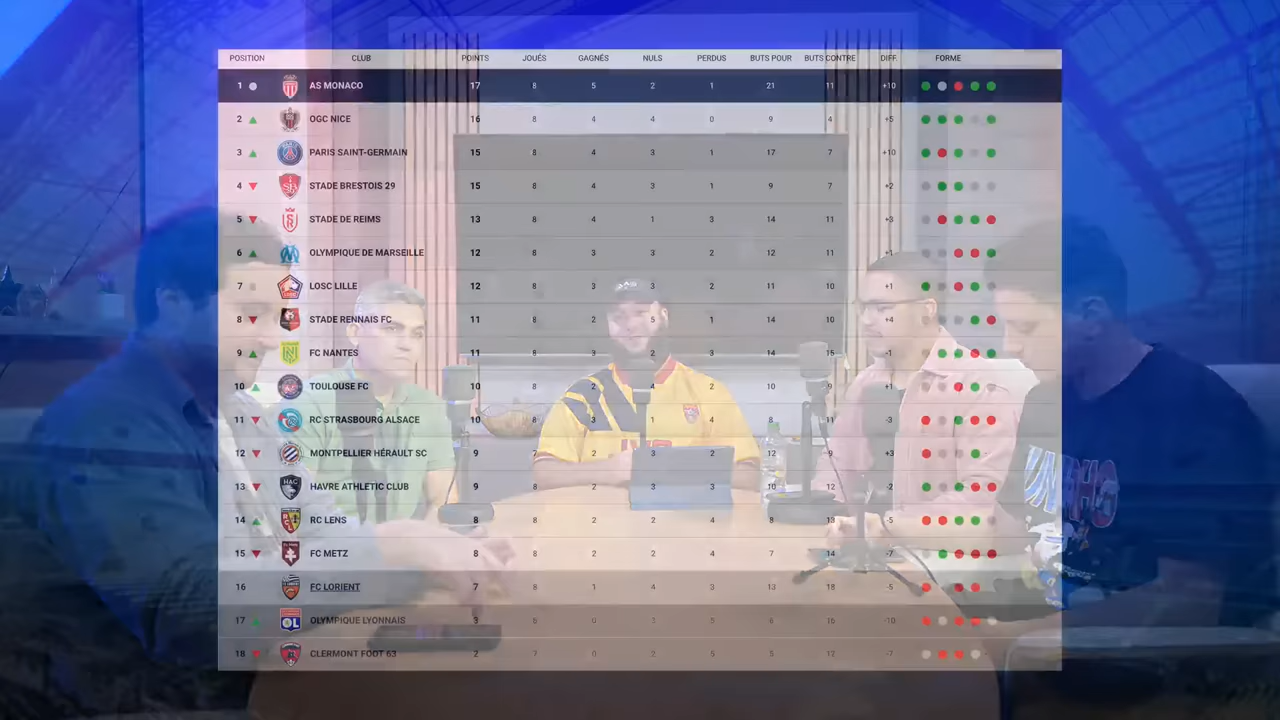 POSITION CLUB POINTS JOUÉS GAGNÉS NULS PERDUS BUTS POUR BUTS CONTRE DIFF. FORME
1 AS MONACO 17 8 5 2 1 21 11 +10
2 OGC NICE 16 8 4 4 0 9 4 +5
3 PARIS SAINT-GERMAIN 15 8 4 3 1 17 7 +10
4 STADE BRESTOIS 29 15 8 4 3 1 9 7 +2
5 STADE DE REIMS 13 8 4 1 3 14 11 +3
6 OLYMPIQUE DE MARSEILLE 12 8 3 3 2 12 11 +1
7 LOSC LILLE 12 8 3 3 2 11 10 +1
8 STADE RENNAIS FC 11 8 2 5 1 14 10 +4
9 FC NANTES 11 8 3 2 3 14 15 -1
10 TOULOUSE FC 10 8 2 4 2 10 9 +1
11 RC STRASBOURG ALSACE 10 8 3 1 4 8 11 -3
12 MONTPELLIER HÉRAULT SC 9 7 2 3 2 12 9 +3
13 HAVRE ATHLETIC CLUB 9 8 2 3 3 10 12 -2
14 RC LENS 8 8 2 2 4 8 13 -5
15 FC METZ 8 8 2 2 4 7 14 -7
16 FC LORIENT 7 8 1 4 3 13 18 -5
17 OLYMPIQUE LYONNAIS 3 8 0 3 5 6 16 -10
18 CLERMONT FOOT 63 2 7 0 2 5 5 12 -7